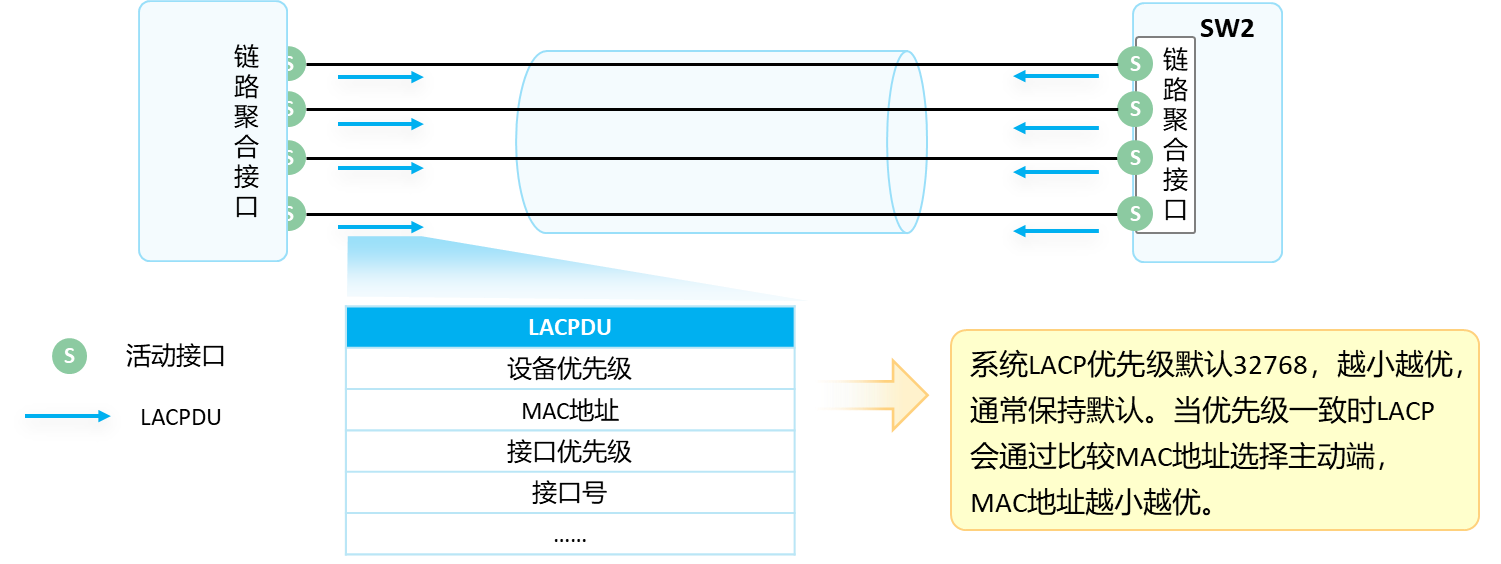 SW2
链路聚合接口
链路聚合接口
S
S
S
S
S
S
S
S
LACPDU
设备优先级
MAC地址
接口优先级
接口号
......
S 活动接口
LACPDU
系统LACP优先级默认32768，越小越优，
通常保持默认。当优先级一致时LACP
会通过比较MAC地址选择主动端，
MAC地址越小越优。